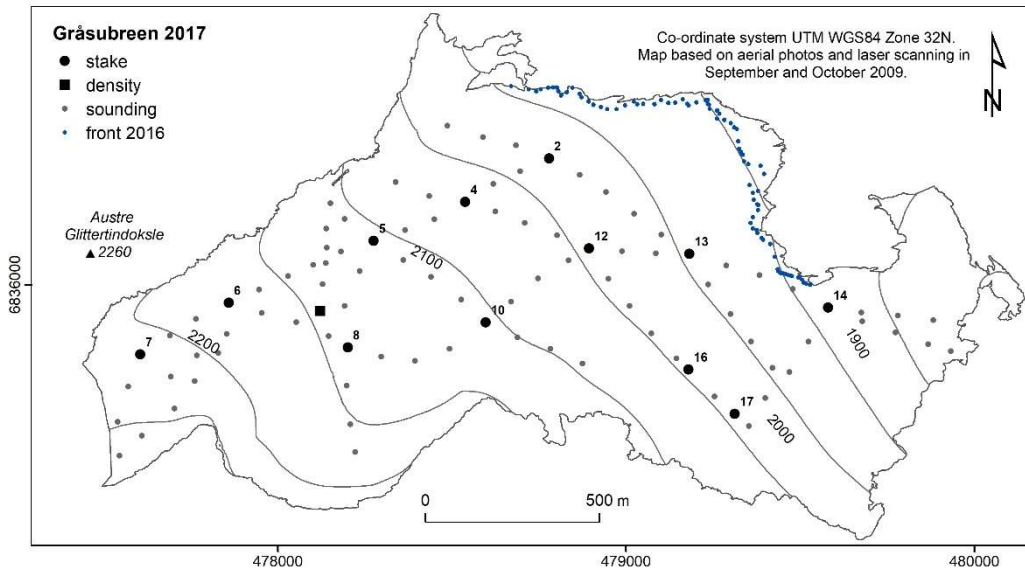 Gråsubreen 2017
stake
density
sounding
front 2016
Co-ordinate system UTM WGS84 Zone 32N.
Map based on aerial photos and laser scanning in
September and October 2009.
N
2
4
Austre
Glittertindoksle
2260
5
12
13
2100
6836000
6
14
10
1900
8
2200
7
16
17
2000
0
500 m
478000
479000
480000